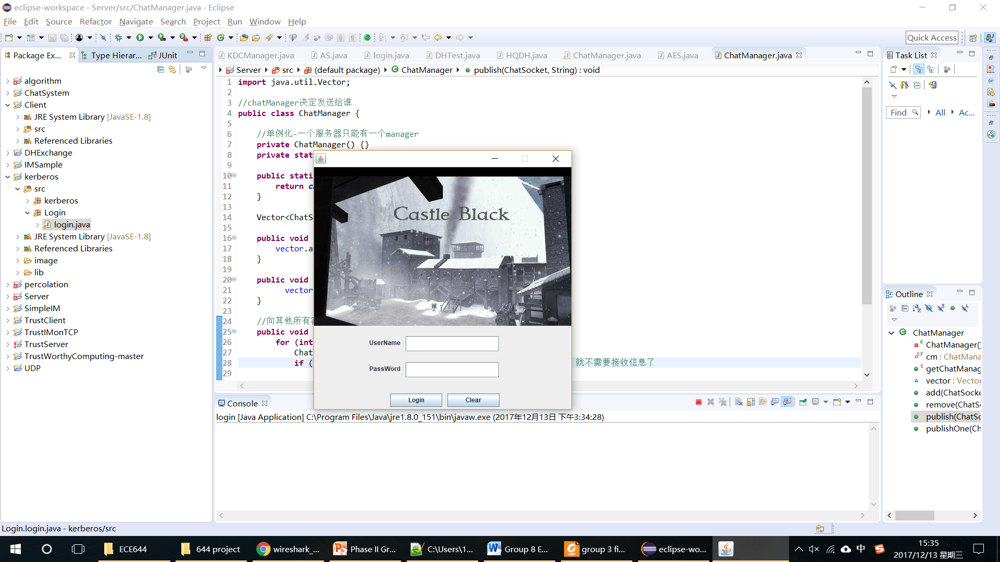 eclipse-workspace - Server/src/ChatManager.java - Eclipse
File Edit Source Refactor Navigate Search Project Run Window Help
Quick Access
Package Ex... Type Hierar... JUnit
algorithm
ChatSystem
Client
JRE System Library [JavaSE-1.8]
src
Referenced Libraries
DHExchange
IMSample
kerberos
src
kerberos
Login
login.java
JRE System Library [JavaSE-1.8]
Referenced Libraries
image
lib
percolation
Server
SimpleIM
TrustClient
TrustIMonTCP
TrustServer
TrustWorthyComputing-master
UDP
KDCManager.java AS.java login.java DHTest.java HQDH.java ChatManager.java AES.java ChatManager.java
Server src (default package) ChatManager publish(ChatSocket, String) : void
1 import java.util.Vector;
2
3 //chatManager决定发送给谁
4 public class ChatManager {
5
6 //单例化-一个服务器只能有一个manager
7 private ChatManager() {}
8 private stat
9
10 public stati
11 return c
12 }
13
14 Vector<ChatS
15
16 public void
17 vector.a
18 }
19
20 public void
21 vector
22 }
23
24 //向其他所有客
25 public void
26 for (int
27 Chat
28 if ( 就不需要接收信息了
29
Castle Black
UserName
PassWord
Login Clear
Console
login [Java Application] C:\Program Files\Java\jre1.8.0_151\bin\javaw.exe (2017年12月13日 下午3:34:28)
Task List
Find All Ac...
Outline
ChatManager
ChatManager()
cm : ChatMana
getChatManag
vector : Vector
add(ChatSocke
remove(ChatSo
publish(ChatSo
publishOne(Ch
Login.login.java - kerberos/src
ECE644
644 project
wireshark_...
Phase II Gr...
C:\Users\1...
Group 8 E...
group 3 fi...
eclipse-wo...
中
15:35
2017/12/13 星期三